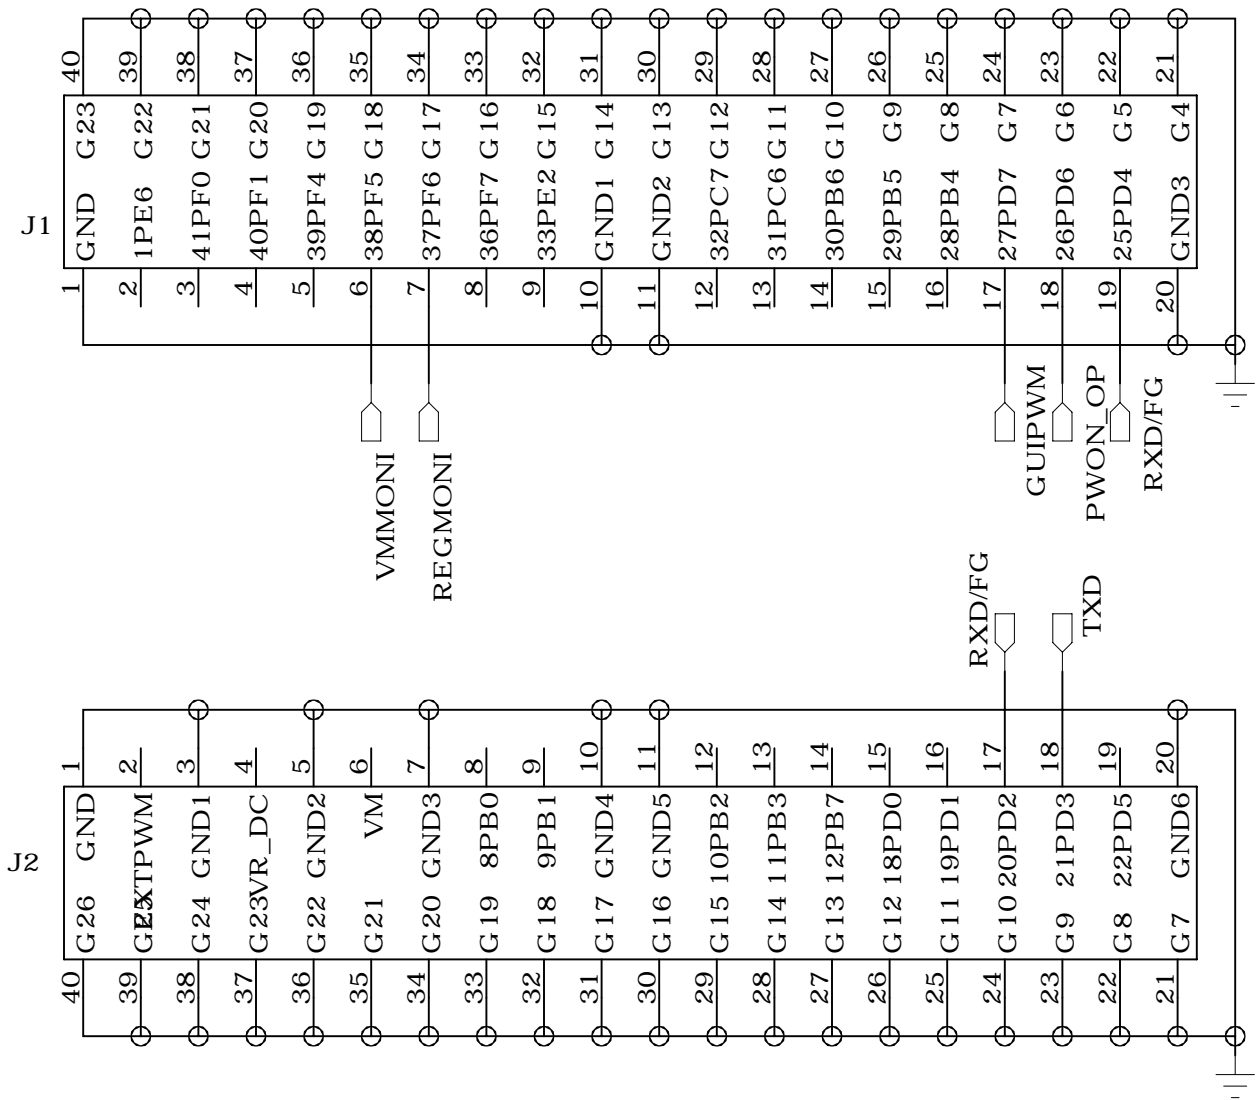 40 39 38 37 36 35 34 33 32 31 30 29 28 27 26 25 24 23 22 21
G23 G22 G21 G20 G19 G18 G17 G16 G15 G14 G13 G12 G11 G10 G9 G8 G7 G6 G5 G4
J1
GND 1PE6 41PF0 40PF1 39PF4 38PF5 37PF6 36PF7 33PE2 GND1 GND2 32PC7 31PC6 30PB6 29PB5 28PB4 27PD7 26PD6 25PD4 GND3
1 2 3 4 5 6 7 8 9 10 11 12 13 14 15 16 17 18 19 20
VMMONI
REGMONI
GUIPWM
PWON_OP
RXD/FG
RXD/FG
TXD
1 2 3 4 5 6 7 8 9 10 11 12 13 14 15 16 17 18 19 20
GND EXTPWM GND1 VR_DC GND2 VM GND3 8PB0 9PB1 GND4 GND5 10PB2 11PB3 12PB7 18PD0 19PD1 20PD2 21PD3 22PD5 GND6
J2
G26 G25 G24 G23 G22 G21 G20 G19 G18 G17 G16 G15 G14 G13 G12 G11 G10 G9 G8 G7
40 39 38 37 36 35 34 33 32 31 30 29 28 27 26 25 24 23 22 21